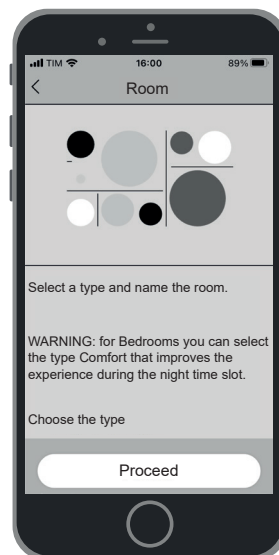 TIM 16:00 89%
Room
Select a type and name the room.
WARNING: for Bedrooms you can select
the type Comfort that improves the
experience during the night time slot.
Choose the type
Proceed